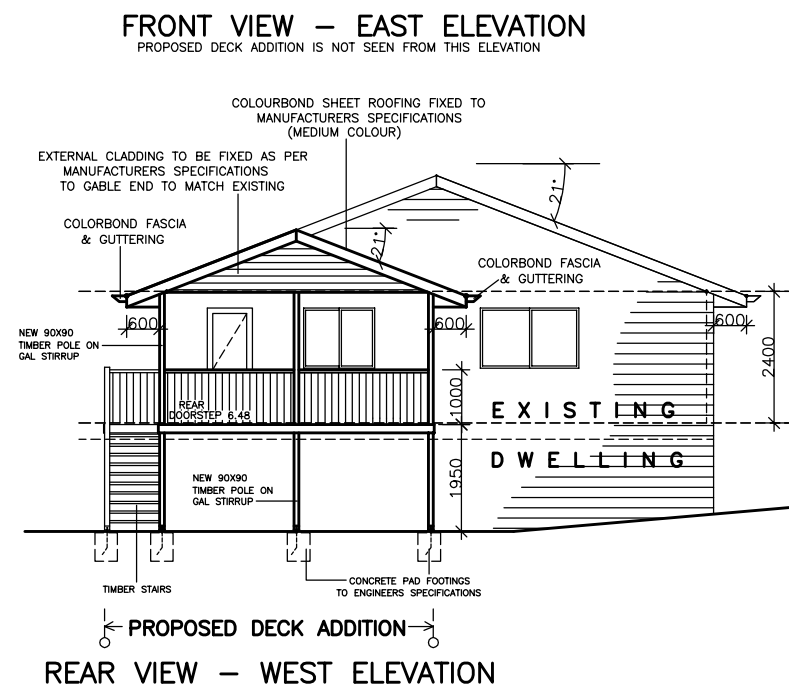 FRONT VIEW – EAST ELEVATION
PROPOSED DECK ADDITION IS NOT SEEN FROM THIS ELEVATION
COLOURBOND SHEET ROOFING FIXED TO
MANUFACTURERS SPECIFICATIONS
(MEDIUM COLOUR)
EXTERNAL CLADDING TO BE FIXED AS PER
MANUFACTURERS SPECIFICATIONS
TO GABLE END TO MATCH EXISTING
21°
COLORBOND FASCIA
& GUTTERING
21°
COLORBOND FASCIA
& GUTTERING
600
600
600
NEW 90X90
TIMBER POLE ON
GAL STIRRUP
2400
REAR
DOORSTEP 6.48
1000
EXISTING
DWELLING
1950
NEW 90X90
TIMBER POLE ON
GAL STIRRUP
TIMBER STAIRS
CONCRETE PAD FOOTINGS
TO ENGINEERS SPECIFICATIONS
PROPOSED DECK ADDITION
REAR VIEW – WEST ELEVATION